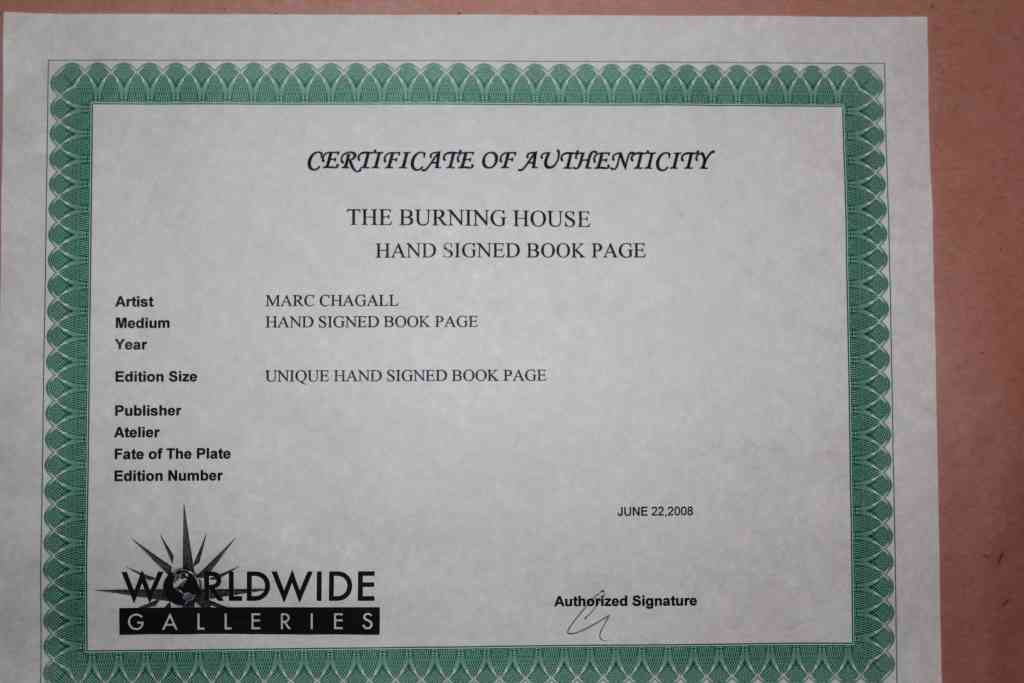 CERTIFICATE OF AUTHENTICITY
THE BURNING HOUSE
HAND SIGNED BOOK PAGE
Artist MARC CHAGALL
Medium HAND SIGNED BOOK PAGE
Year
Edition Size UNIQUE HAND SIGNED BOOK PAGE
Publisher
Atelier
Fate of The Plate
Edition Number
JUNE 22,2008
WORLDWIDE
GALLERIES
Authorized Signature